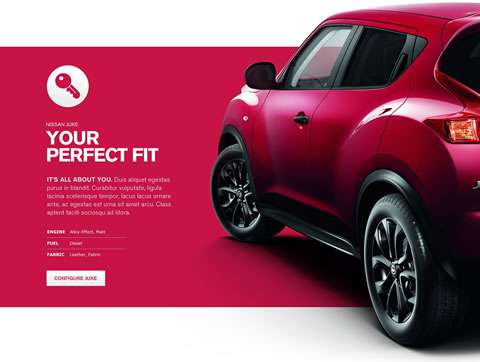 NISSAN JUKE
YOUR
PERFECT FIT
IT'S ALL ABOUT YOU. Duis aliquet egestas
purus in blandit. Curabitur vulputate, ligula
lacinia scelerisque tempor, lacus lacus ornare
ante, ac egestas est urna sit amet arcu. Class
aptent taciti sociosqu ad litora.
ENGINE Alloy-Effect, Matt
FUEL Diesel
FABRIC Leather, Fabric
CONFIGURE JUKE